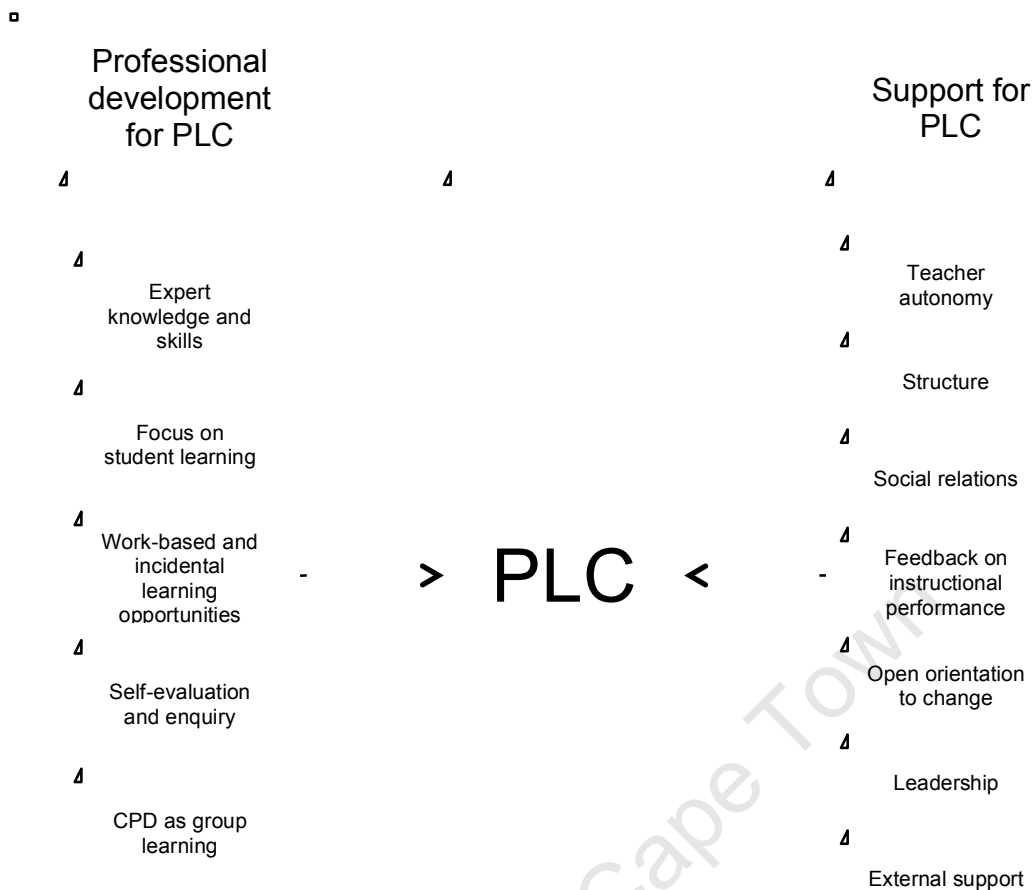 Professional
development
for PLC
Expert
knowledge and
skills
Focus on
student learning
Work-based and
incidental
learning
opportunities
Self-evaluation
and enquiry
CPD as group
learning
> PLC <
Support for
PLC
Teacher
autonomy
Structure
Social relations
Feedback on
instructional
performance
Open orientation
to change
Leadership
External support
Cape Town